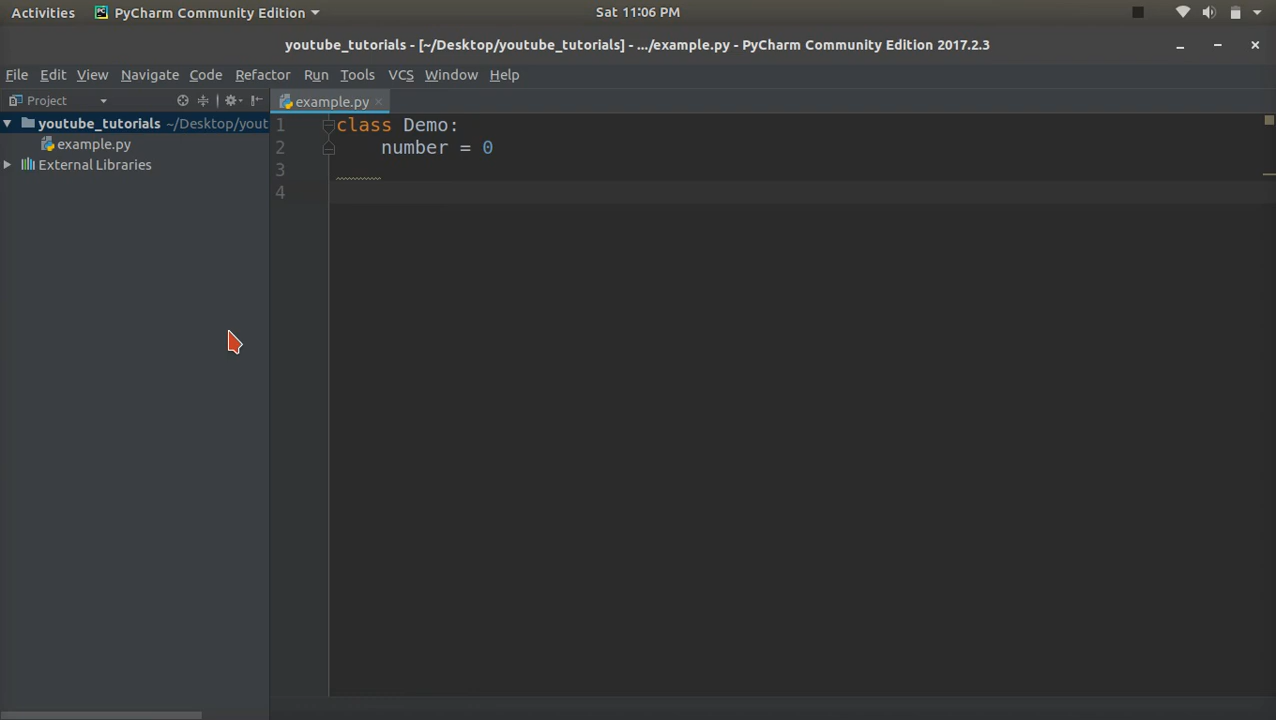 Activities PyCharm Community Edition Sat 11:06 PM
youtube_tutorials - [~/Desktop/youtube_tutorials] - .../example.py - PyCharm Community Edition 2017.2.3
File Edit View Navigate Code Refactor Run Tools VCS Window Help
Project example.py
youtube_tutorials ~/Desktop/yout
example.py
External Libraries
1 class Demo:
2 number = 0
3
4